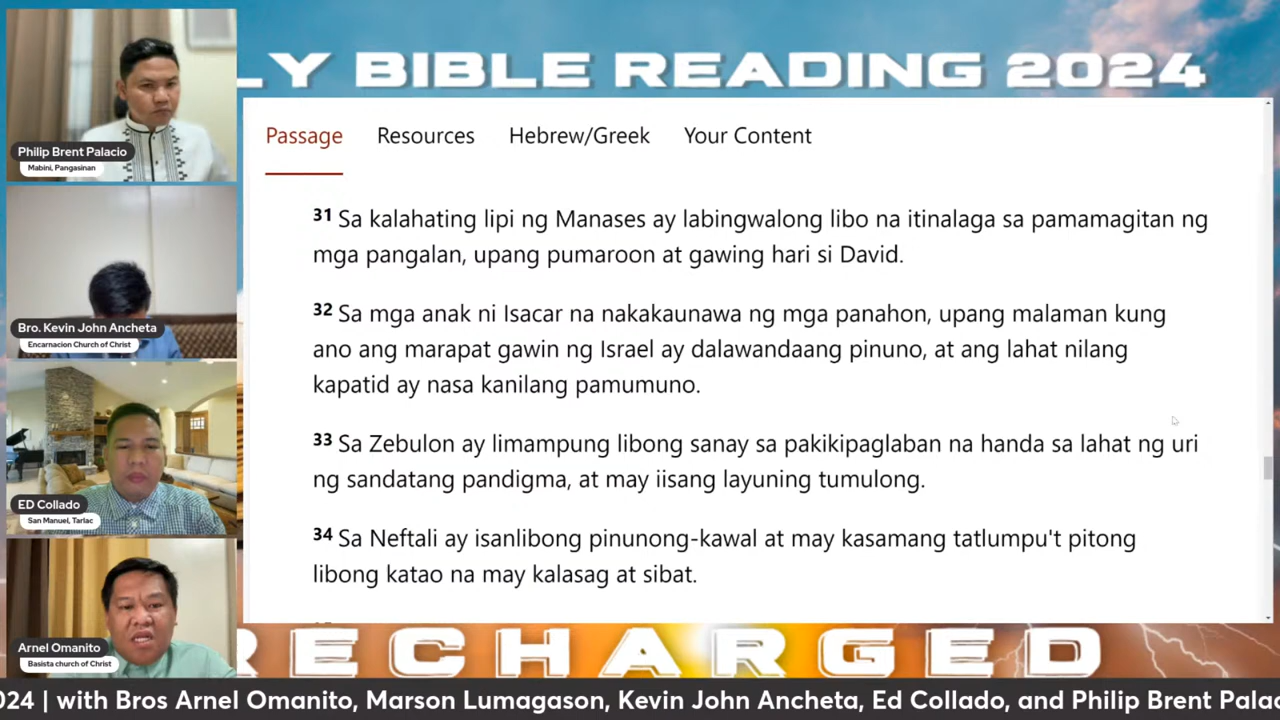 LY BIBLE READING 2024
Passage Resources Hebrew/Greek Your Content
31 Sa kalahating lipi ng Manases ay labingwalong libo na itinalaga sa pamamagitan ng
mga pangalan, upang pumaroon at gawing hari si David.
32 Sa mga anak ni Isacar na nakakaunawa ng mga panahon, upang malaman kung
ano ang marapat gawin ng Israel ay dalawandaang pinuno, at ang lahat nilang
kapatid ay nasa kanilang pamumuno.
33 Sa Zebulon ay limampung libong sanay sa pakikipaglaban na handa sa lahat ng uri
ng sandatang pandigma, at may iisang layuning tumulong.
34 Sa Neftali ay isanlibong pinunong-kawal at may kasamang tatlumpu't pitong
libong katao na may kalasag at sibat.
Philip Brent Palacio
Mabini, Pangasinan
Bro. Kevin John Ancheta
Encarnacion Church of Christ
ED Collado
San Manuel, Tarlac
Arnel Omanito
Basista church of Christ
RECHARGED
024 | with Bros Arnel Omanito, Marson Lumagason, Kevin John Ancheta, Ed Collado, and Philip Brent Palac